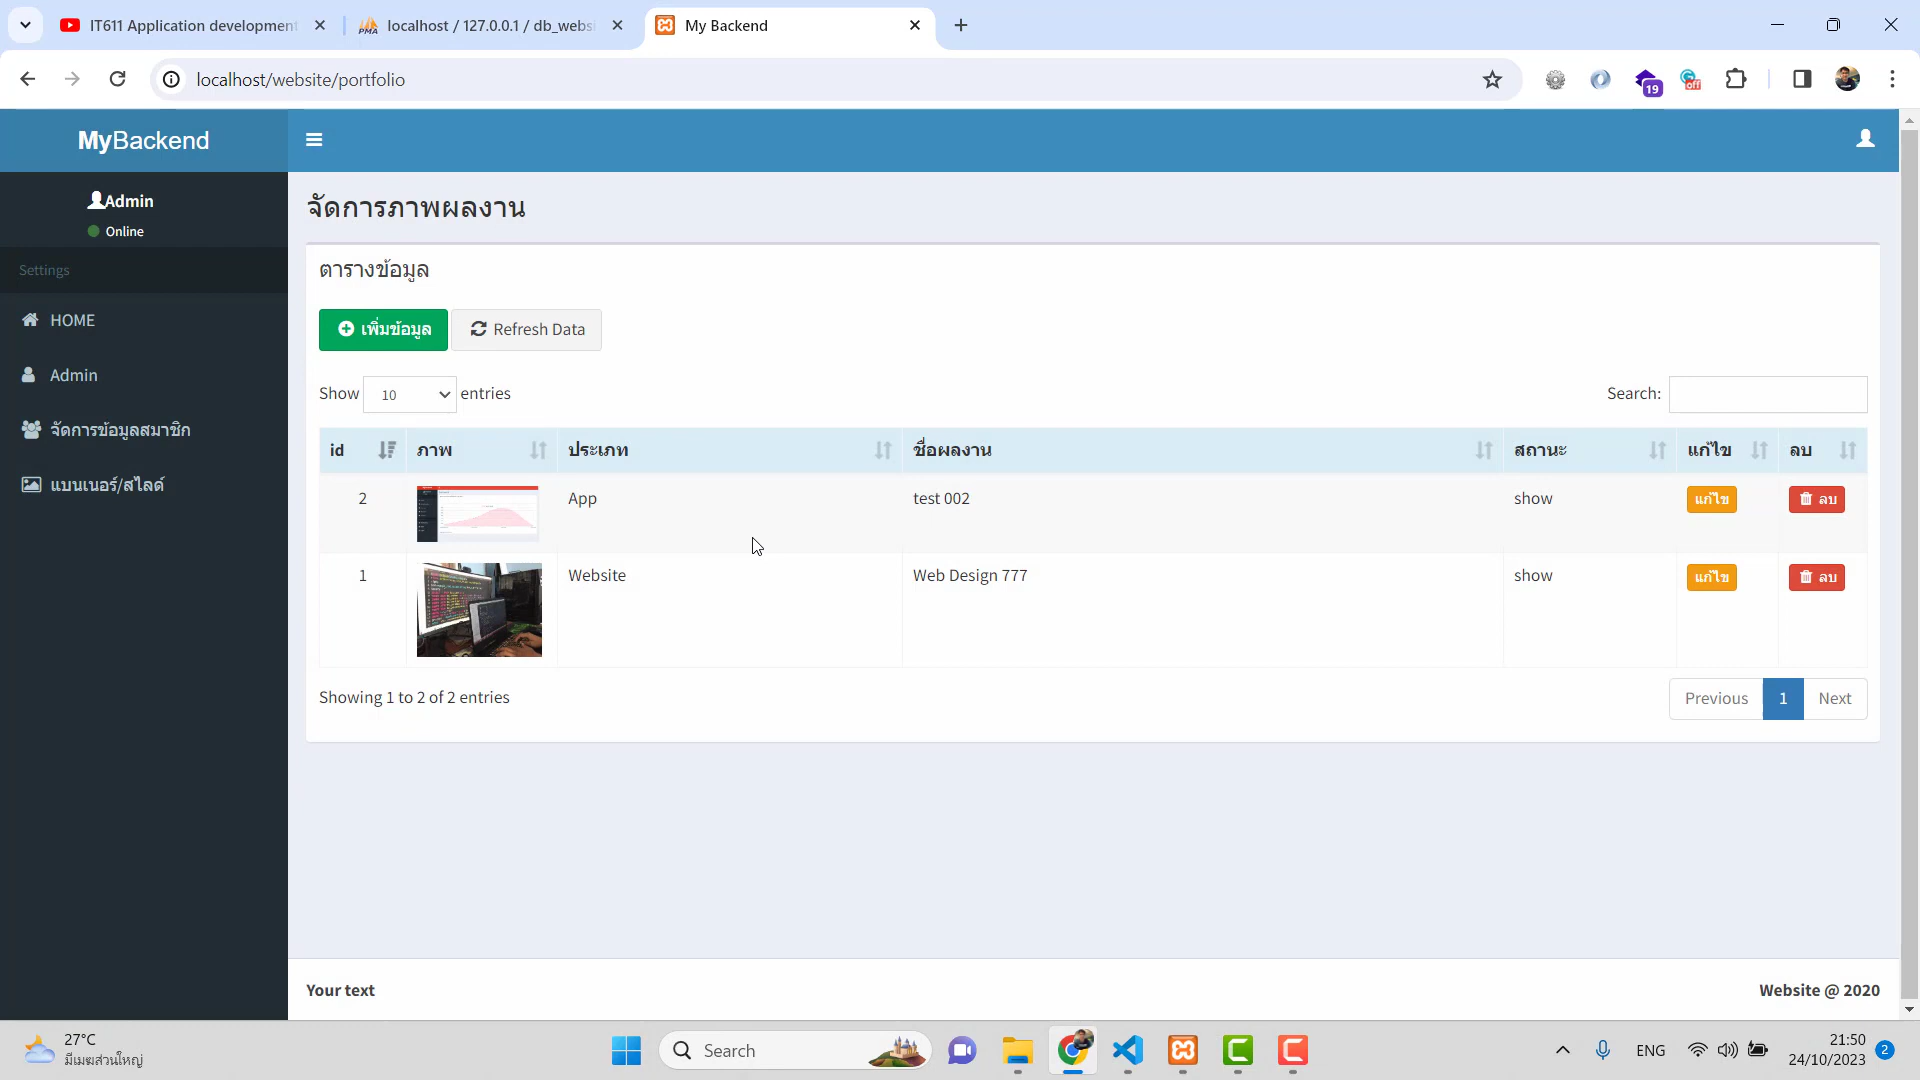 IT611 Application development
localhost / 127.0.0.1 / db_webs
My Backend
localhost/website/portfolio
19
off
MyBackend
Admin
Online
Settings
HOME
Admin
จัดการข้อมูลสมาชิก
แบนเนอร์/สไลด์
จัดการภาพผลงาน
ตารางข้อมูล
เพิ่มข้อมูล
Refresh Data
Show 10 entries
Search:
id ภาพ ประเภท ชื่อผลงาน สถานะ แก้ไข ลบ
2 App test 002 show แก้ไข ลบ
1 Website Web Design 777 show แก้ไข ลบ
Showing 1 to 2 of 2 entries
Previous 1 Next
Your text
Website @ 2020
27°C
มีเมฆส่วนใหญ่
Search
ENG
21:50
24/10/2023
2